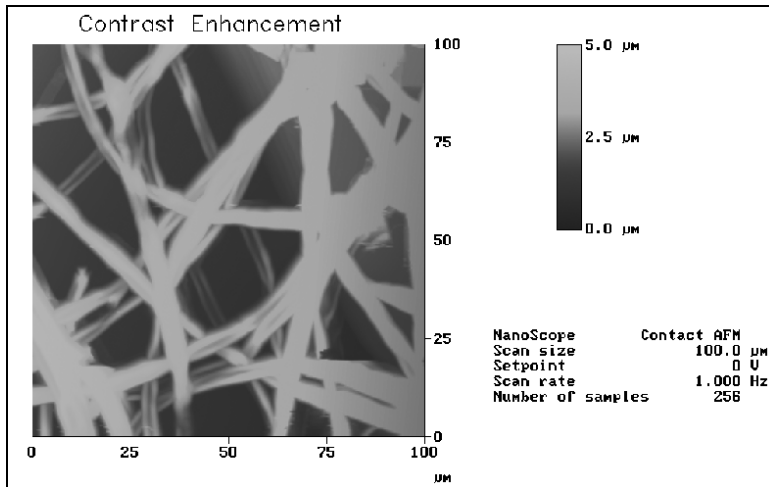 Contrast Enhancement
100
75
50
25
0
0 25 50 75 100
µM
5.0 µM
2.5 µM
0.0 µM
NanoScope Contact AFM
Scan size 100.0 µM
Setpoint 0 V
Scan rate 1.000 Hz
Number of samples 256